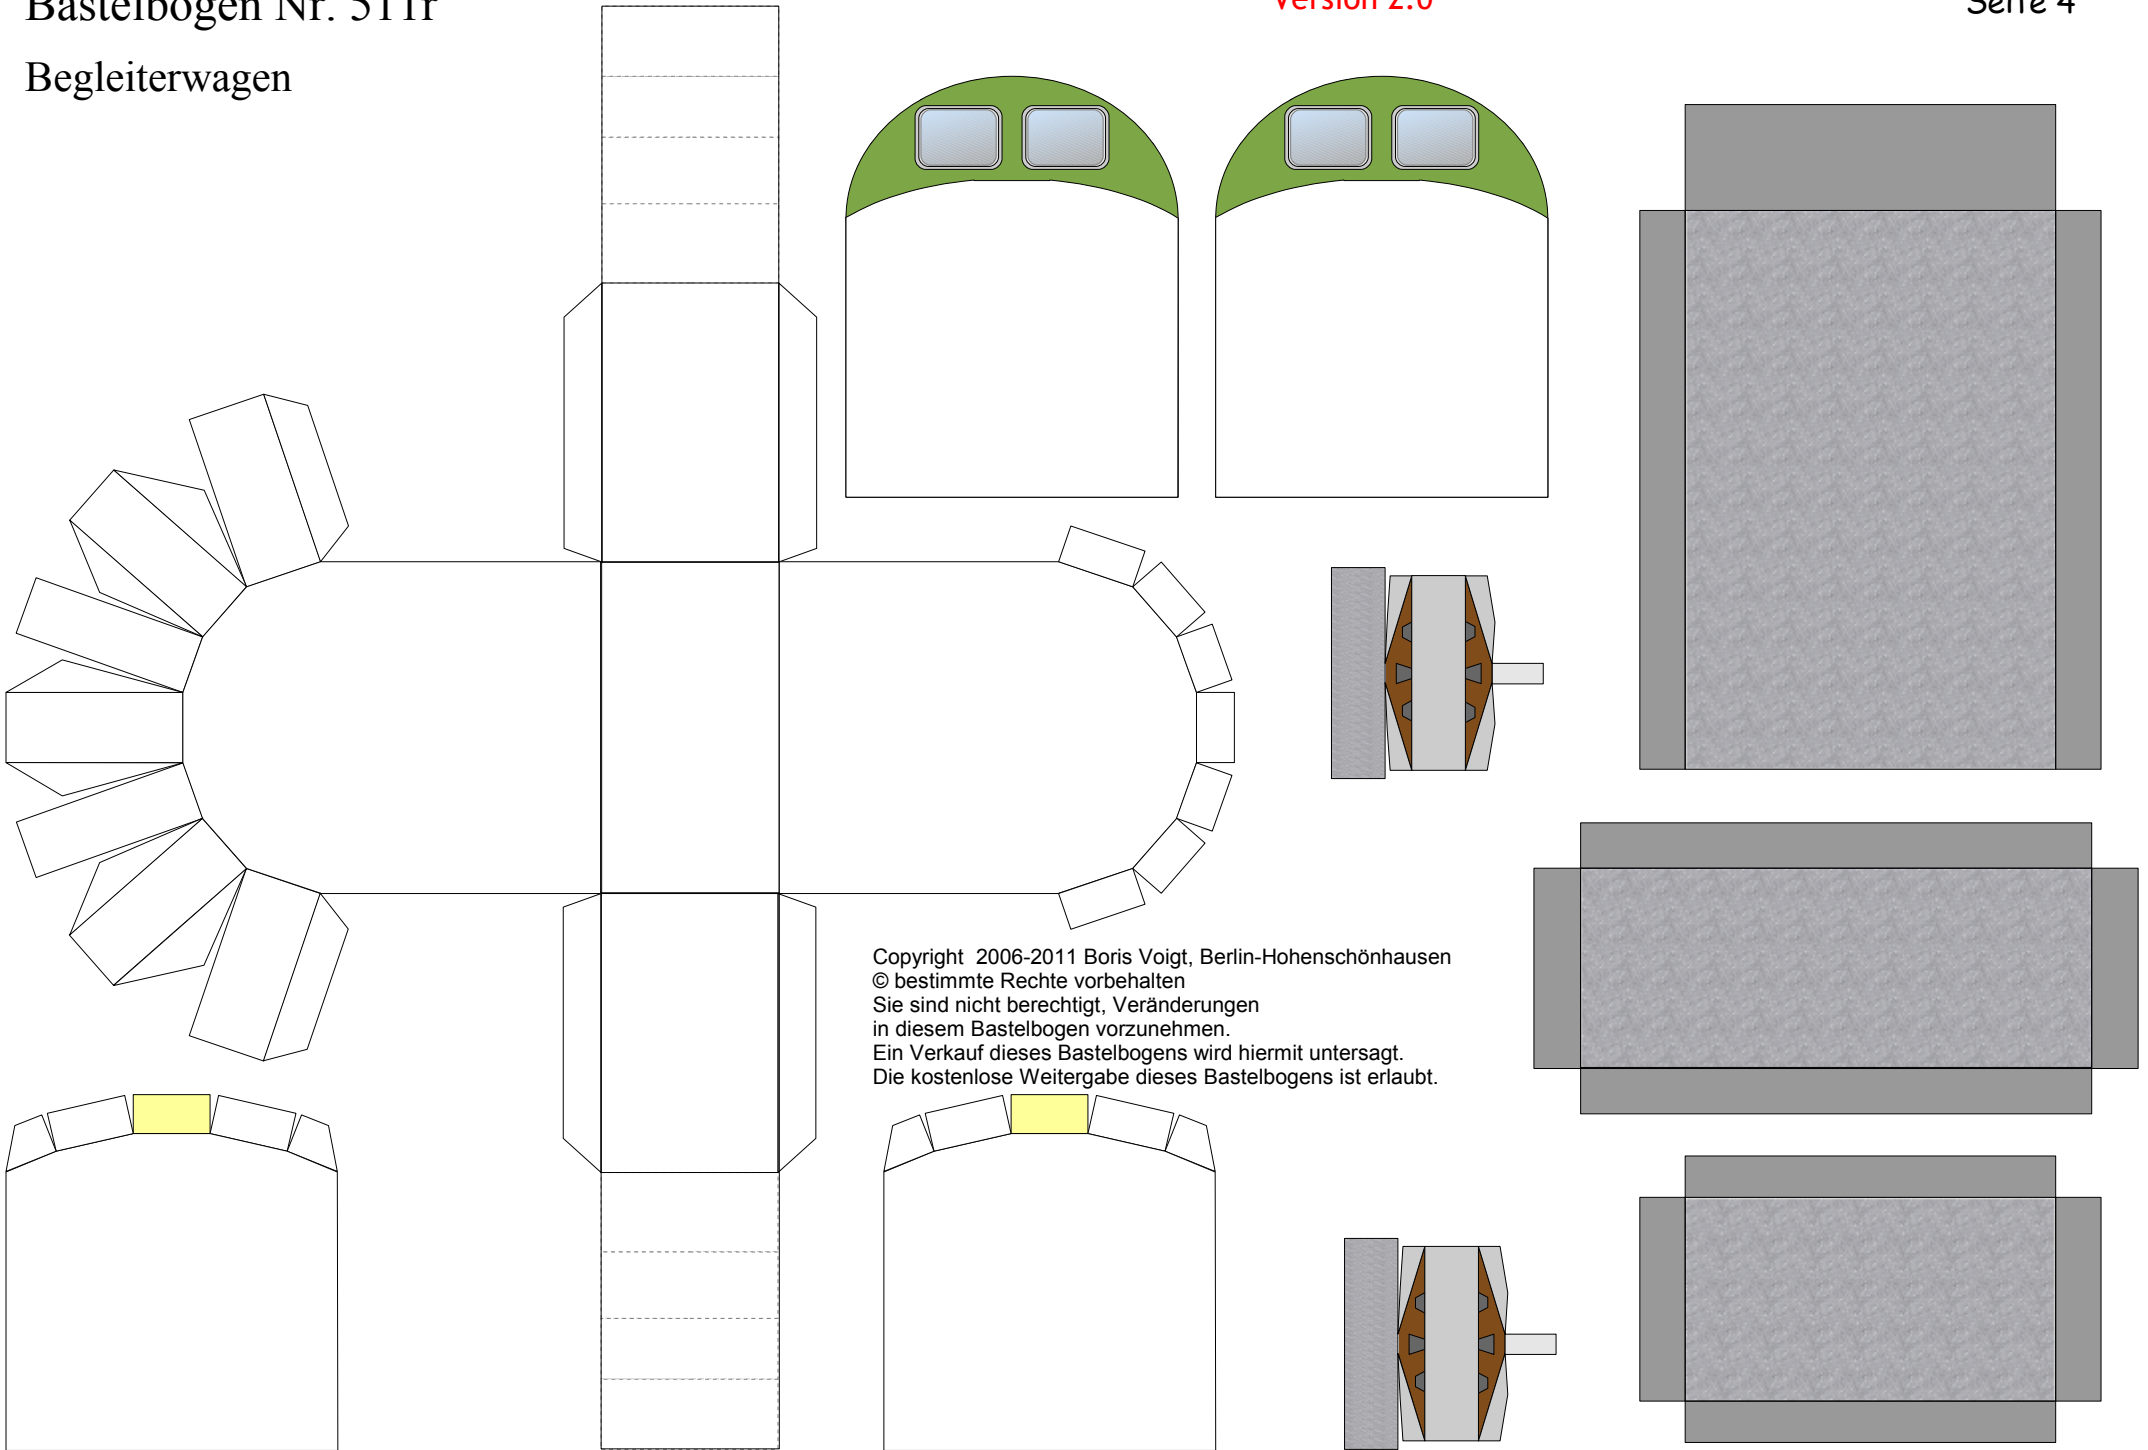 Bastelbogen Nr. 511r
Version 2.0
Seite 4
Begleiterwagen
Copyright 2006-2011 Boris Voigt, Berlin-Hohenschönhausen
© bestimmte Rechte vorbehalten
Sie sind nicht berechtigt, Veränderungen
in diesem Bastelbogen vorzunehmen.
Ein Verkauf dieses Bastelbogens wird hiermit untersagt.
Die kostenlose Weitergabe dieses Bastelbogens ist erlaubt.